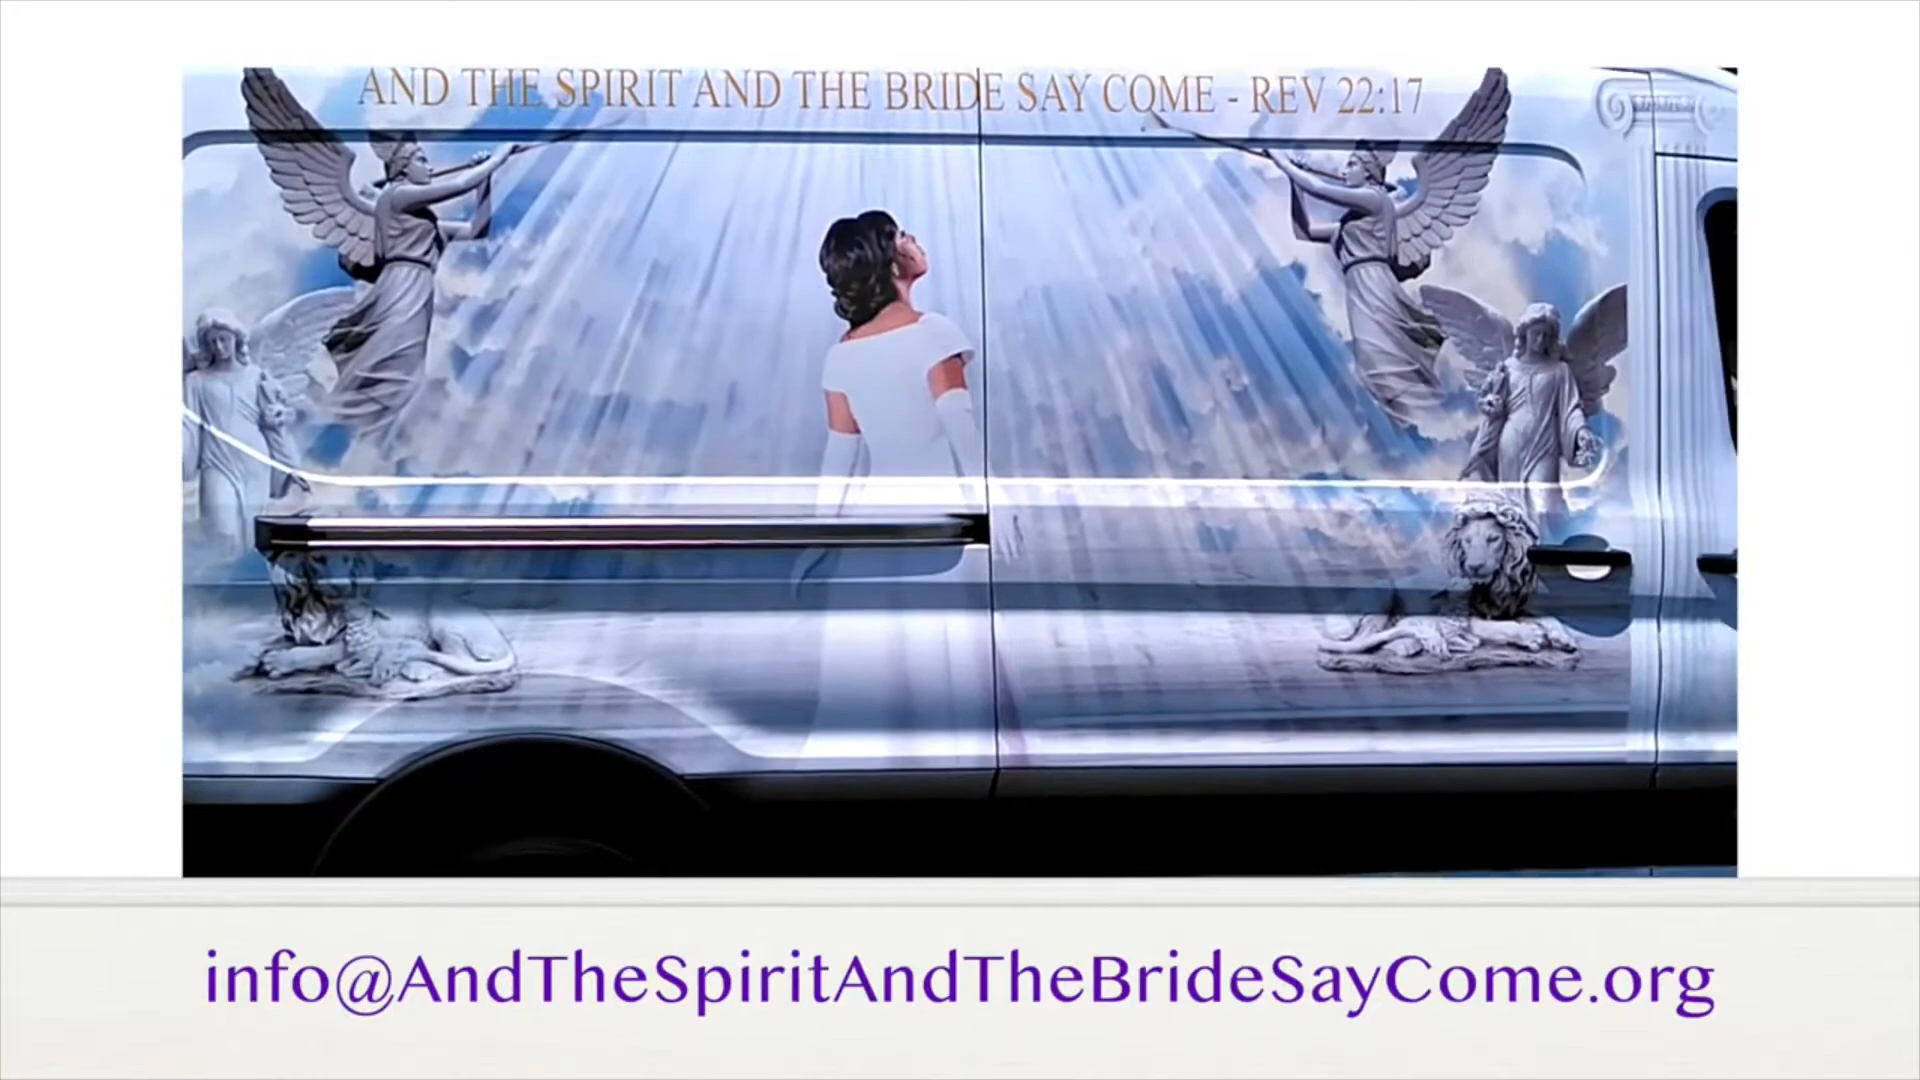 AND THE SPIRIT AND THE BRIDE SAY COME - REV 22:17
info@AndTheSpiritAndTheBrideSayCome.org